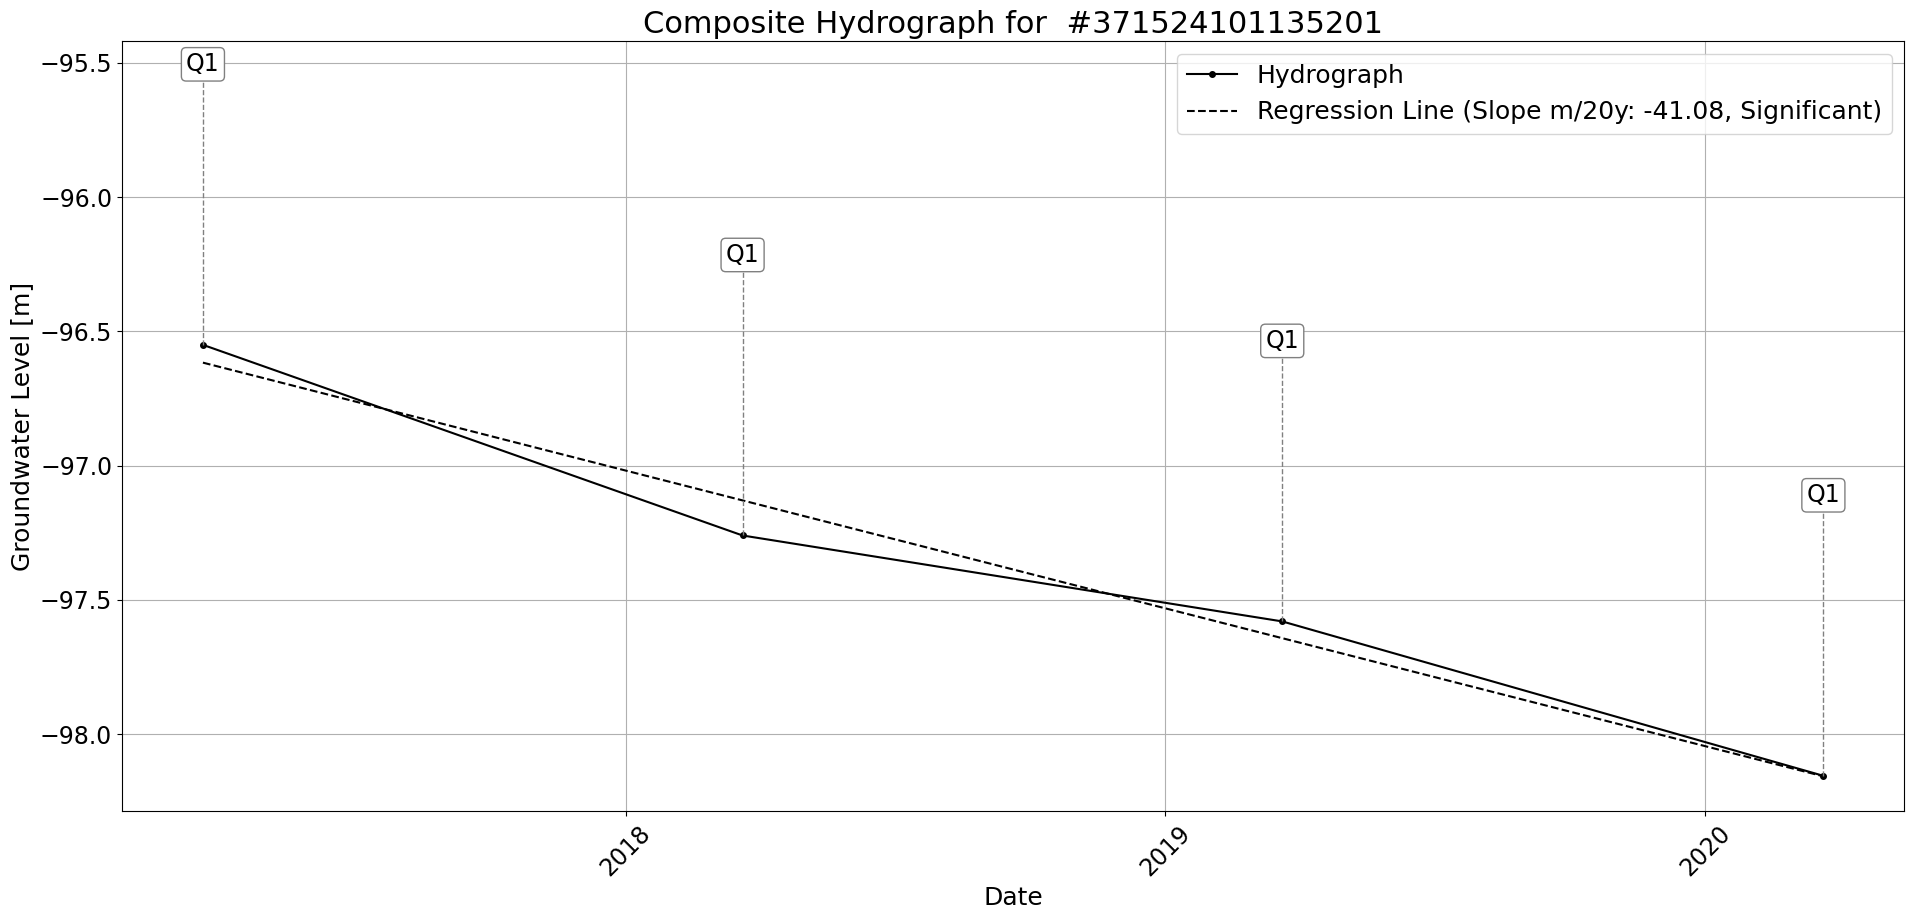 Composite Hydrograph for  #371524101135201
Hydrograph
Regression Line (Slope m/20y: -41.08, Significant)
Groundwater Level [m]
−95.5
−96.0
−96.5
−97.0
−97.5
−98.0
Q1
Q1
Q1
Q1
2018
2019
2020
Date